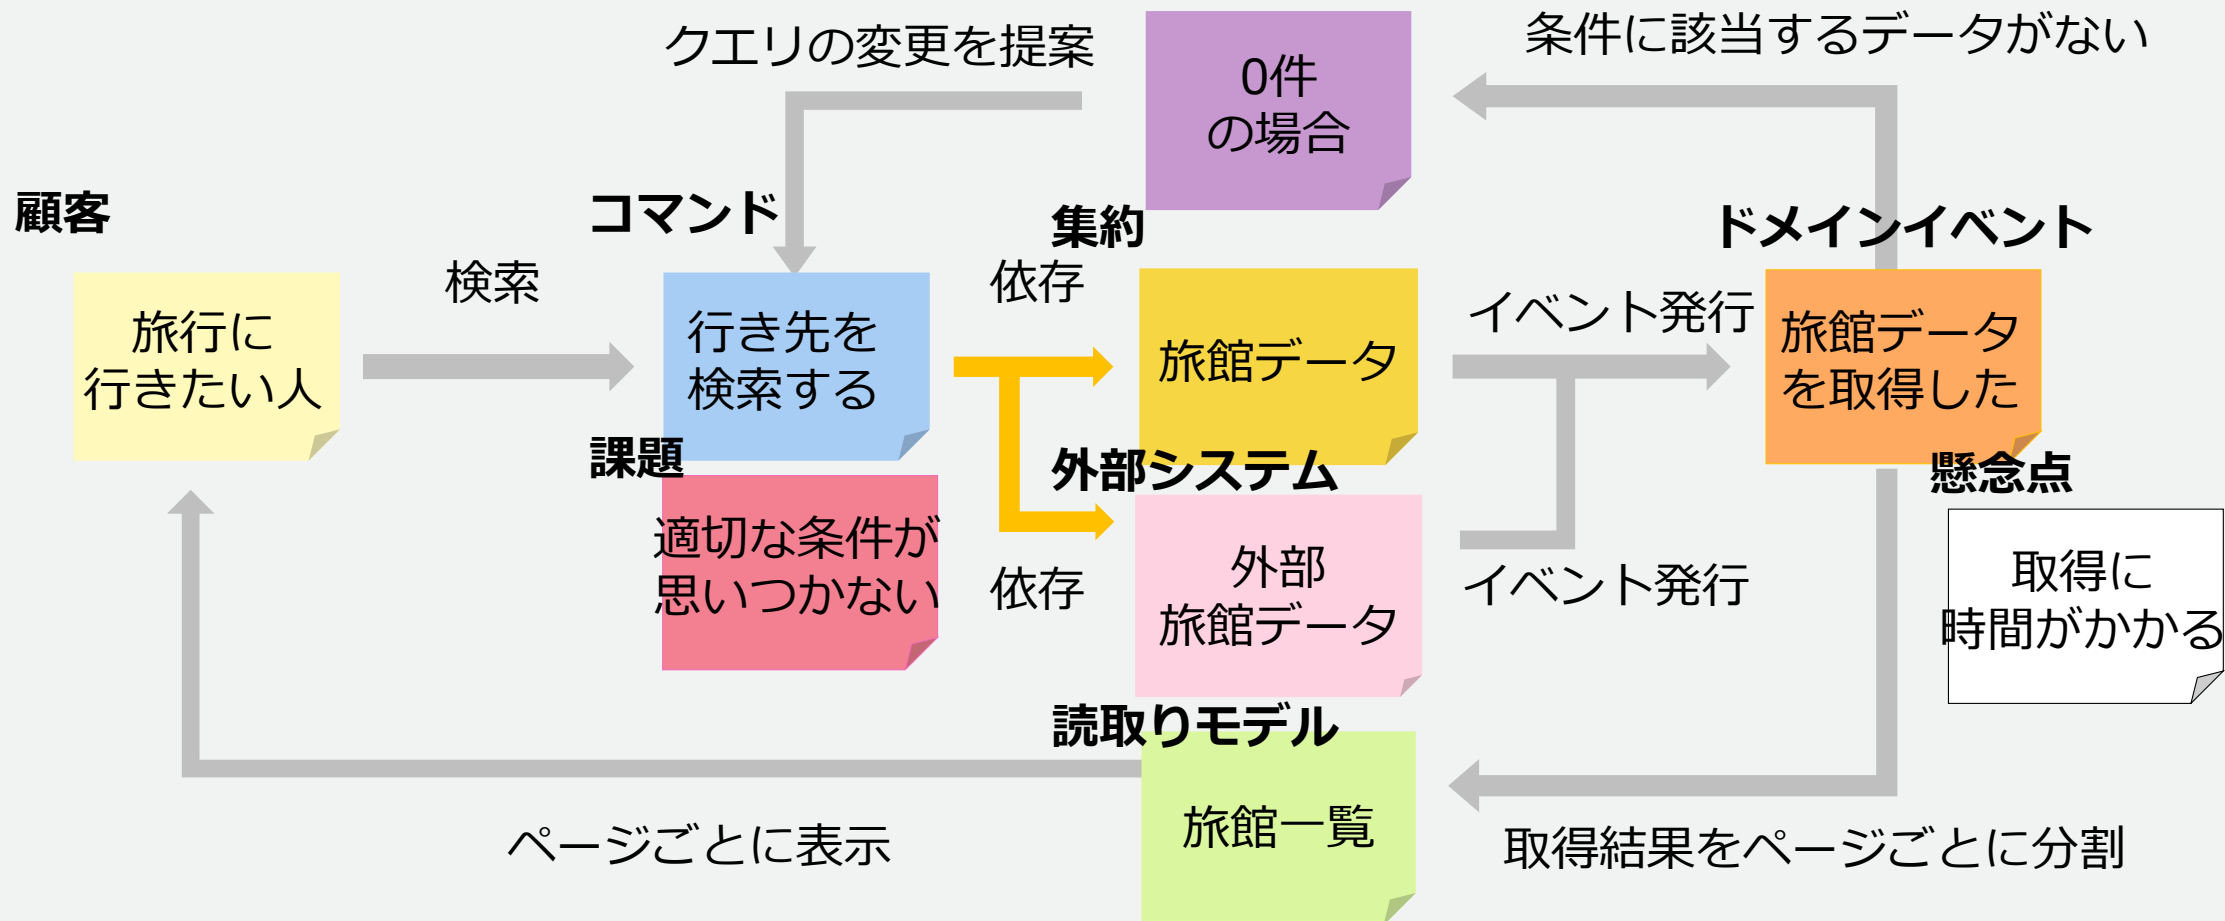 クエリの変更を提案
0件
の場合
条件に該当するデータがない
顧客
コマンド
集約
ドメインイベント
旅行に
行きたい人
検索
行き先を
検索する
依存
旅館データ
イベント発行
旅館データ
を取得した
課題
適切な条件が
思いつかない
依存
外部システム
外部
旅館データ
イベント発行
懸念点
取得に
時間がかかる
読取りモデル
旅館一覧
ページごとに表示
取得結果をページごとに分割